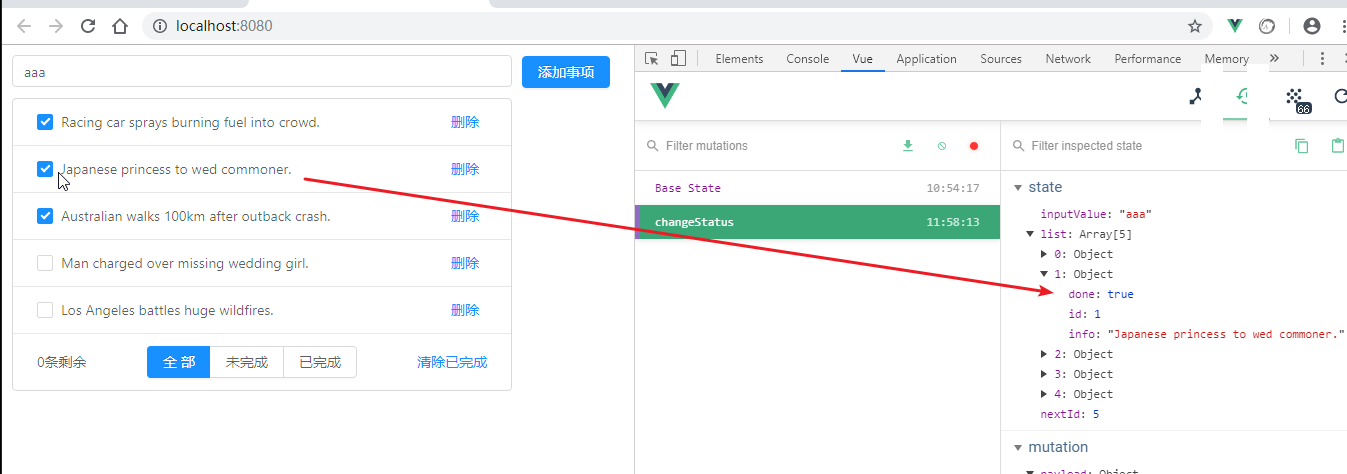 localhost:8080
aaa
添加事项
Racing car sprays burning fuel into crowd.
删除
Japanese princess to wed commoner.
删除
Australian walks 100km after outback crash.
删除
Man charged over missing wedding girl.
删除
Los Angeles battles huge wildfires.
删除
0条剩余
全 部
未完成
已完成
清除已完成
Elements
Console
Vue
Application
Sources
Network
Performance
Memory
»
66
Filter mutations
Filter inspected state
Base State
10:54:17
changeStatus
11:58:13
state
inputValue: "aaa"
list: Array[5]
0: Object
1: Object
done: true
id: 1
info: "Japanese princess to wed commoner."
2: Object
3: Object
4: Object
nextId: 5
mutation
payload: Object